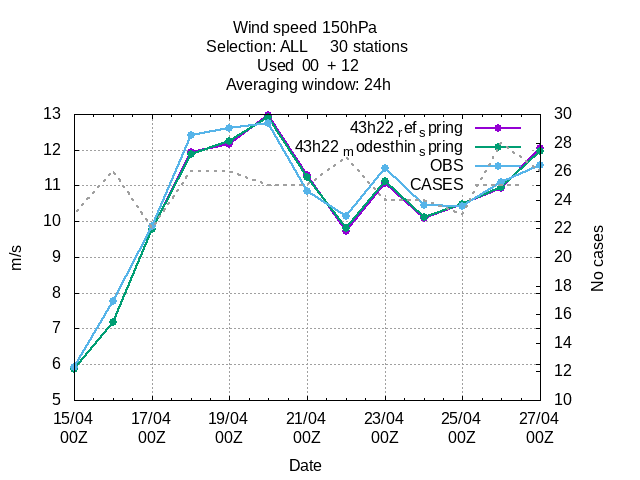 Wind speed 150hPa
Selection: ALL 30 stations
Used 00 + 12
Averaging window: 24h
43h22 ref spring
43h22 modesthin spring
OBS
CASES
13
12
11
10
9
8
7
6
5
30
28
26
24
22
20
18
16
14
12
10
m/s
No cases
15/04 17/04 19/04 21/04 23/04 25/04 27/04
00Z 00Z 00Z 00Z 00Z 00Z 00Z
Date